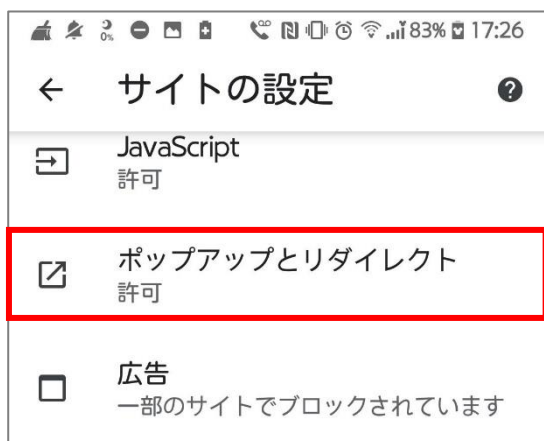 0% 83% 17:26
サイトの設定
JavaScript
許可
ポップアップとリダイレクト
許可
広告
一部のサイトでブロックされています